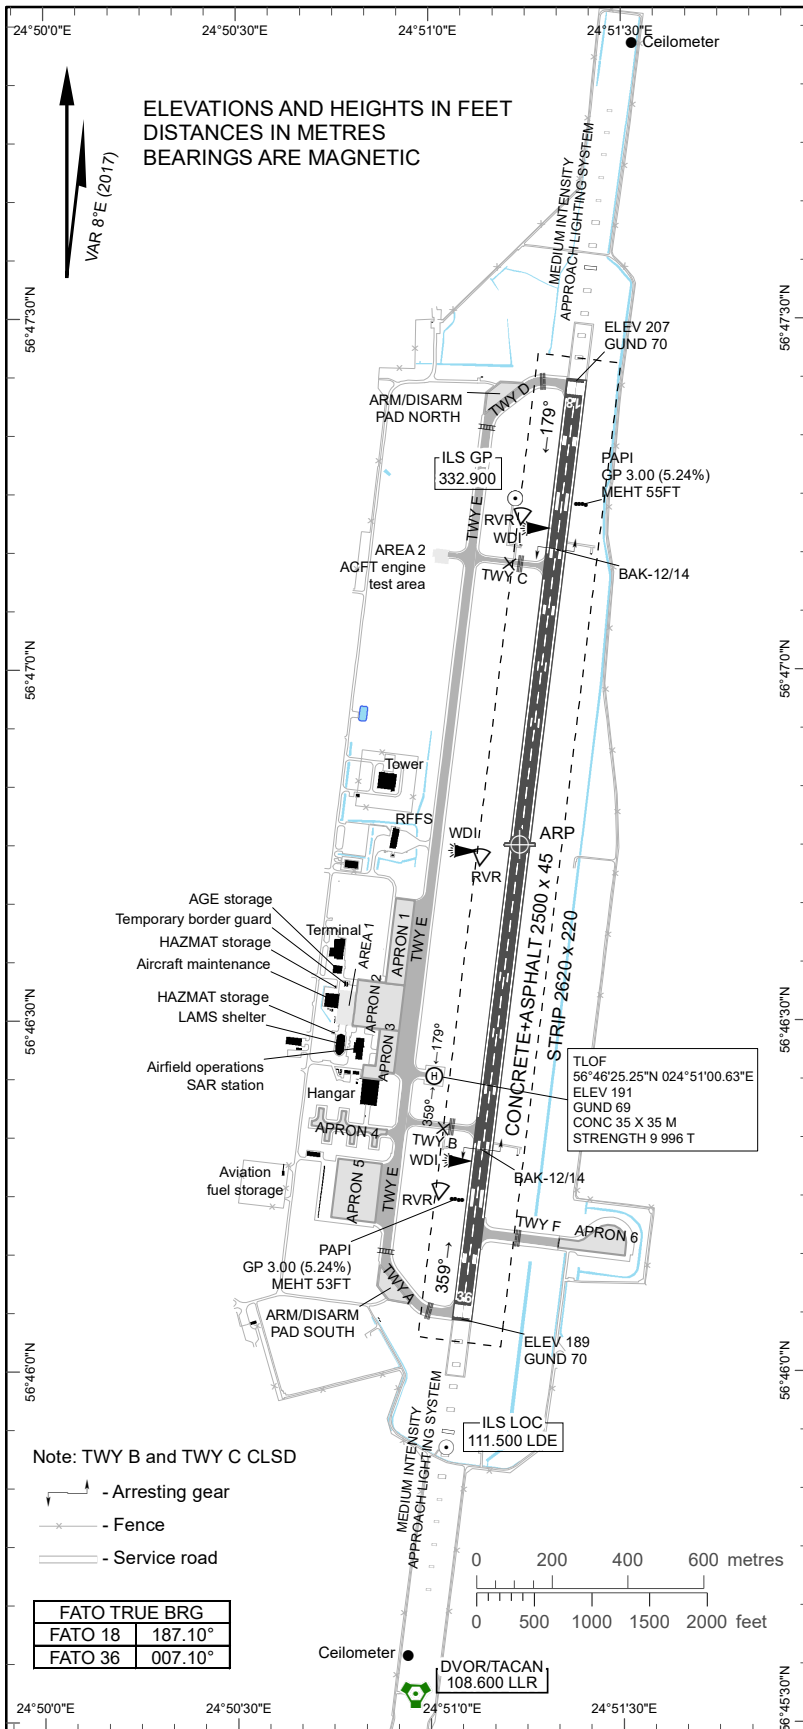 24°50'0"E
24°50'30"E
24°51'0"E
24°51'30"E
Ceilometer
ELEVATIONS AND HEIGHTS IN FEET
DISTANCES IN METRES
BEARINGS ARE MAGNETIC
VAR 8°E (2017)
MEDIUM INTENSITY
APPROACH LIGHTING SYSTEM
56°47'30"N
56°47'30"N
ELEV 207
GUND 70
ARM/DISARM
PAD NORTH
TWY D
18
←179°
ILS GP
332.900
PAPI
GP 3.00 (5.24%)
MEHT 55FT
TWY E
RVR
WDI
AREA 2
ACFT engine
test area
TWY C
BAK-12/14
56°47'0"N
56°47'0"N
Tower
RFFS
WDI
RVR
ARP
CONCRETE+ASPHALT 2500 x 45
STRIP 2620 x 220
AGE storage
Temporary border guard
HAZMAT storage
Aircraft maintenance
HAZMAT storage
LAMS shelter
Airfield operations
SAR station
Terminal
AREA 1
APRON 1
TWY E
APRON 2
APRON 3
56°46'30"N
56°46'30"N
←179°
H
359°→
TLOF
56°46'25.25"N 024°51'00.63"E
ELEV 191
GUND 69
CONC 35 X 35 M
STRENGTH 9 996 T
Hangar
APRON 4
TWY B
WDI
BAK-12/14
Aviation
fuel storage
APRON 5
TWY E
RVR
TWY F
APRON 6
PAPI
GP 3.00 (5.24%)
MEHT 53FT
359°→
TWY A
36
ARM/DISARM
PAD SOUTH
ELEV 189
GUND 70
56°46'0"N
56°46'0"N
MEDIUM INTENSITY
APPROACH LIGHTING SYSTEM
ILS LOC
111.500 LDE
Note: TWY B and TWY C CLSD
- Arresting gear
- Fence
- Service road
0 200 400 600 metres
0 500 1000 1500 2000 feet
FATO TRUE BRG
FATO 18 187.10°
FATO 36 007.10°
Ceilometer
DVOR/TACAN
108.600 LLR
56°45'30"N
24°50'0"E
24°50'30"E
24°51'0"E
24°51'30"E